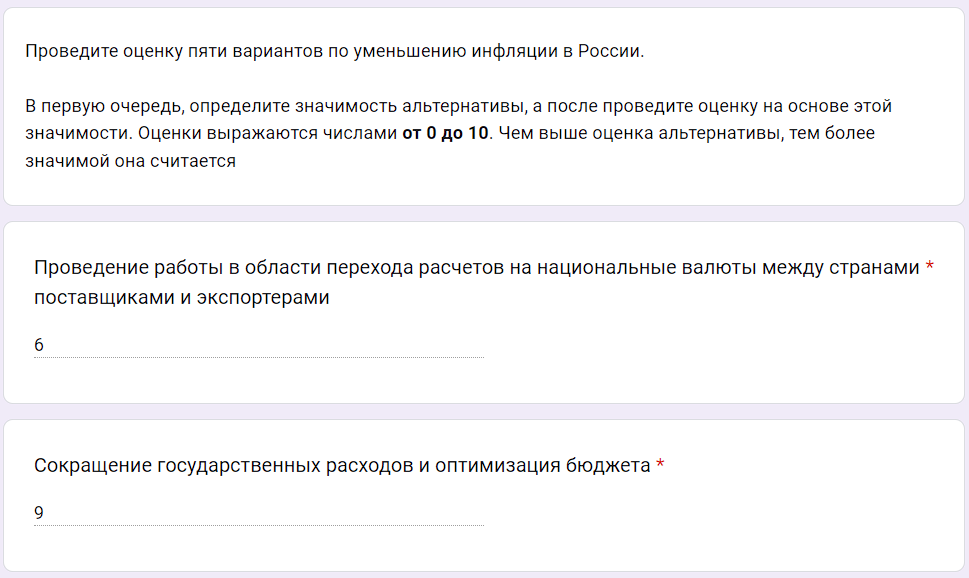 Проведите оценку пяти вариантов по уменьшению инфляции в России.
В первую очередь, определите значимость альтернативы, а после проведите оценку на основе этой
значимости. Оценки выражаются числами от 0 до 10. Чем выше оценка альтернативы, тем более
значимой она считается
Проведение работы в области перехода расчетов на национальные валюты между странами *
поставщиками и экспортерами
6
Сокращение государственных расходов и оптимизация бюджета *
9